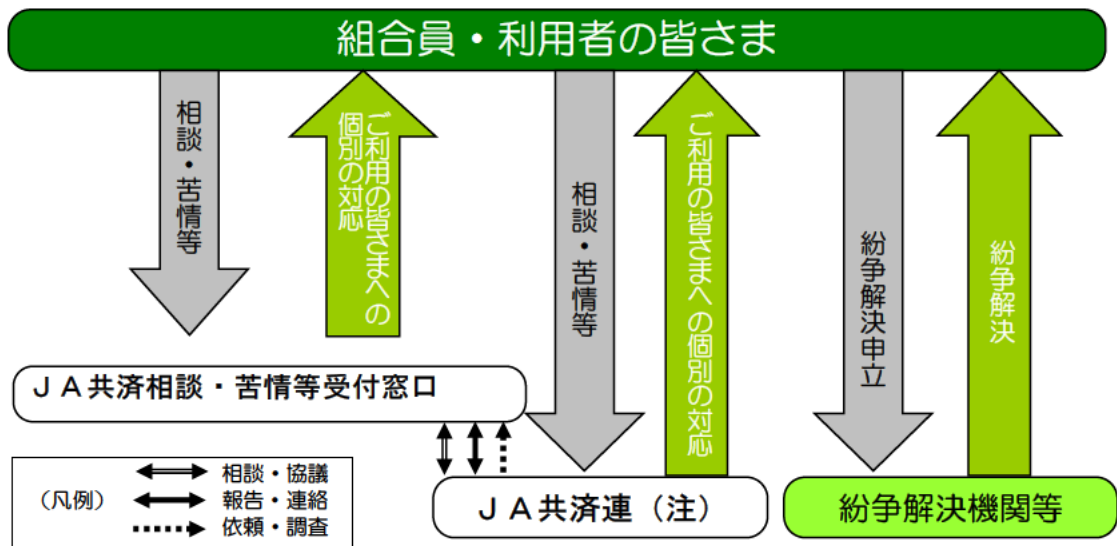 組合員・利用者の皆さま
相談・苦情等
ご利用の皆さまへの
個別の対応
相談・苦情等
ご利用の皆さまへの個別の対応
紛争解決申立
紛争解決
ＪＡ共済相談・苦情等受付窓口
（凡例）
相談・協議
報告・連絡
依頼・調査
ＪＡ共済連（注）
紛争解決機関等